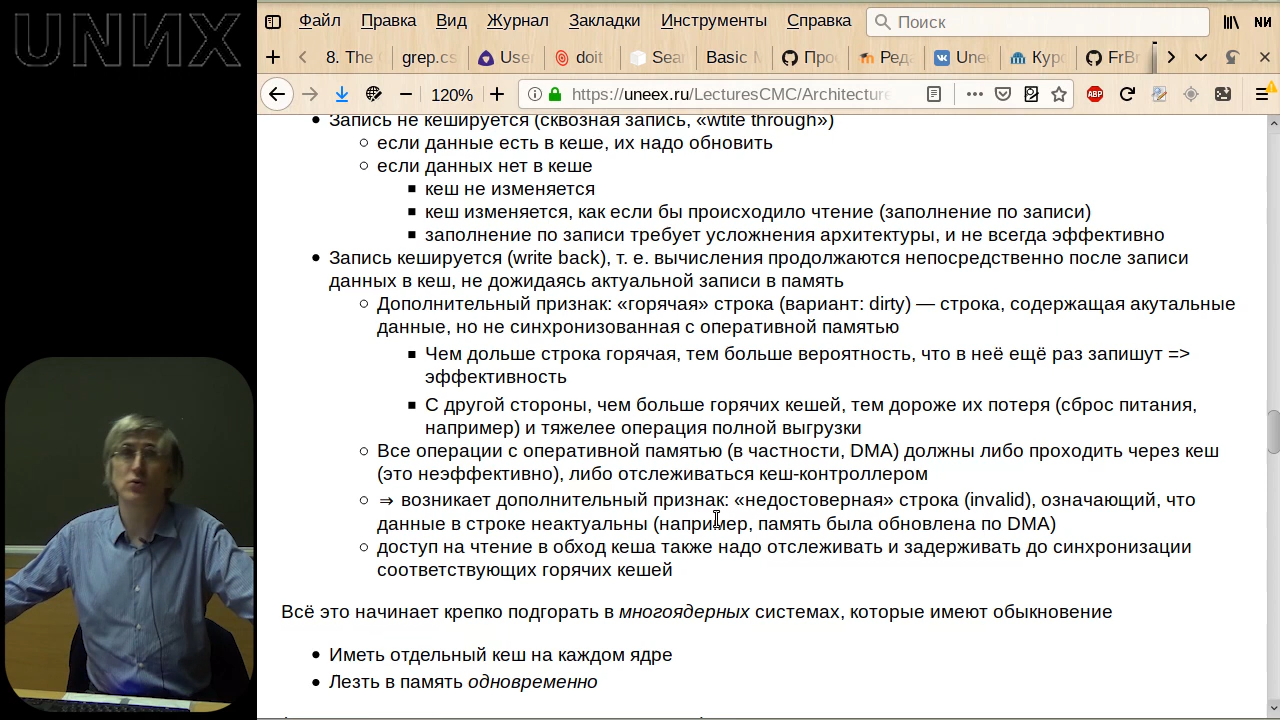 UNИX
Файл Правка Вид Журнал Закладки Инструменты Справка Поиск
8. The grep.cs User doit Sear Basic M Прос Реда Unee Курс FrBr
120% https://uneex.ru/LecturesCMC/Architecture ABP
Запись не кешируется (сквозная запись, «wtite through»)
если данные есть в кеше, их надо обновить
если данных нет в кеше
кеш не изменяется
кеш изменяется, как если бы происходило чтение (заполнение по записи)
заполнение по записи требует усложнения архитектуры, и не всегда эффективно
Запись кешируется (write back), т. е. вычисления продолжаются непосредственно после записи
данных в кеш, не дожидаясь актуальной записи в память
Дополнительный признак: «горячая» строка (вариант: dirty) — строка, содержащая акутальные
данные, но не синхронизованная с оперативной памятью
Чем дольше строка горячая, тем больше вероятность, что в неё ещё раз запишут =>
эффективность
С другой стороны, чем больше горячих кешей, тем дороже их потеря (сброс питания,
например) и тяжелее операция полной выгрузки
Все операции с оперативной памятью (в частности, DMA) должны либо проходить через кеш
(это неэффективно), либо отслеживаться кеш-контроллером
⇒ возникает дополнительный признак: «недостоверная» строка (invalid), означающий, что
данные в строке неактуальны (например, память была обновлена по DMA)
доступ на чтение в обход кеша также надо отслеживать и задерживать до синхронизации
соответствующих горячих кешей
Всё это начинает крепко подгорать в многоядерных системах, которые имеют обыкновение
Иметь отдельный кеш на каждом ядре
Лезть в память одновременно